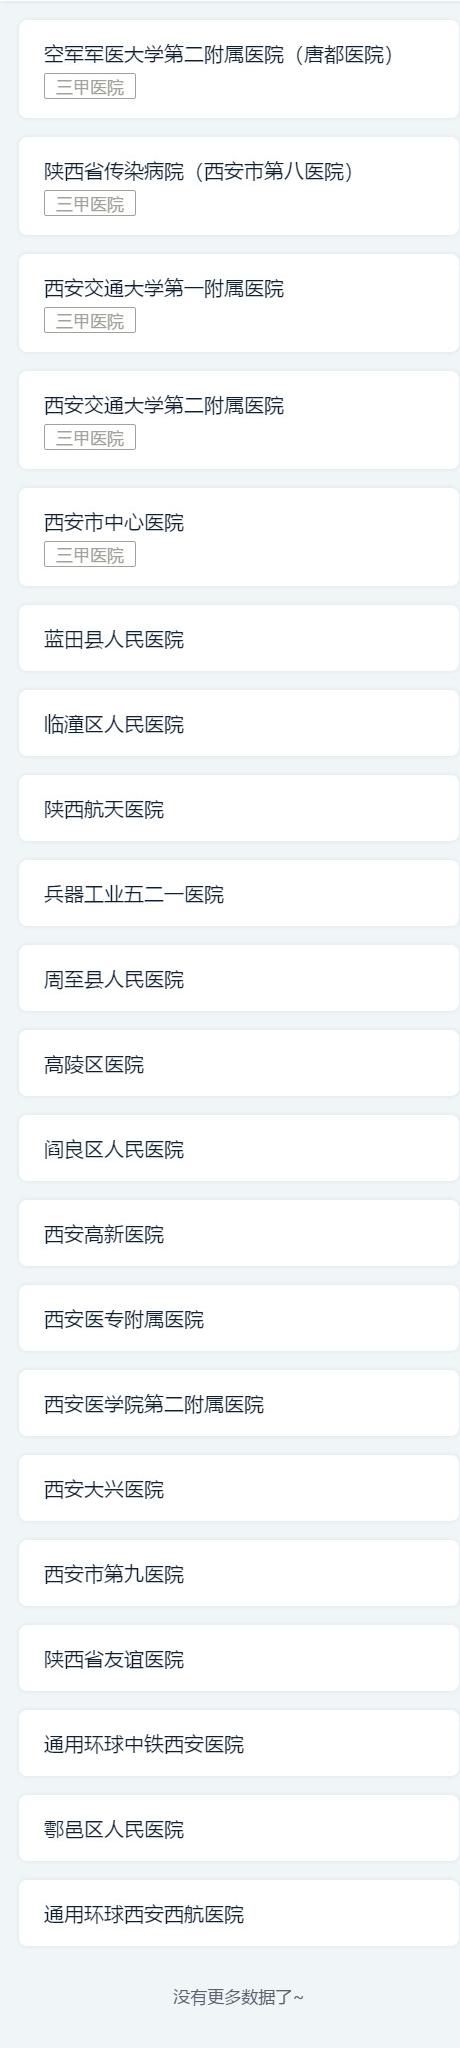 空军军医大学第二附属医院（唐都医院）
三甲医院
陕西省传染病院（西安市第八医院）
三甲医院
西安交通大学第一附属医院
三甲医院
西安交通大学第二附属医院
三甲医院
西安市中心医院
三甲医院
蓝田县人民医院
临潼区人民医院
陕西航天医院
兵器工业五二一医院
周至县人民医院
高陵区医院
阎良区人民医院
西安高新医院
西安医专附属医院
西安医学院第二附属医院
西安大兴医院
西安市第九医院
陕西省友谊医院
通用环球中铁西安医院
鄠邑区人民医院
通用环球西安西航医院
没有更多数据了~